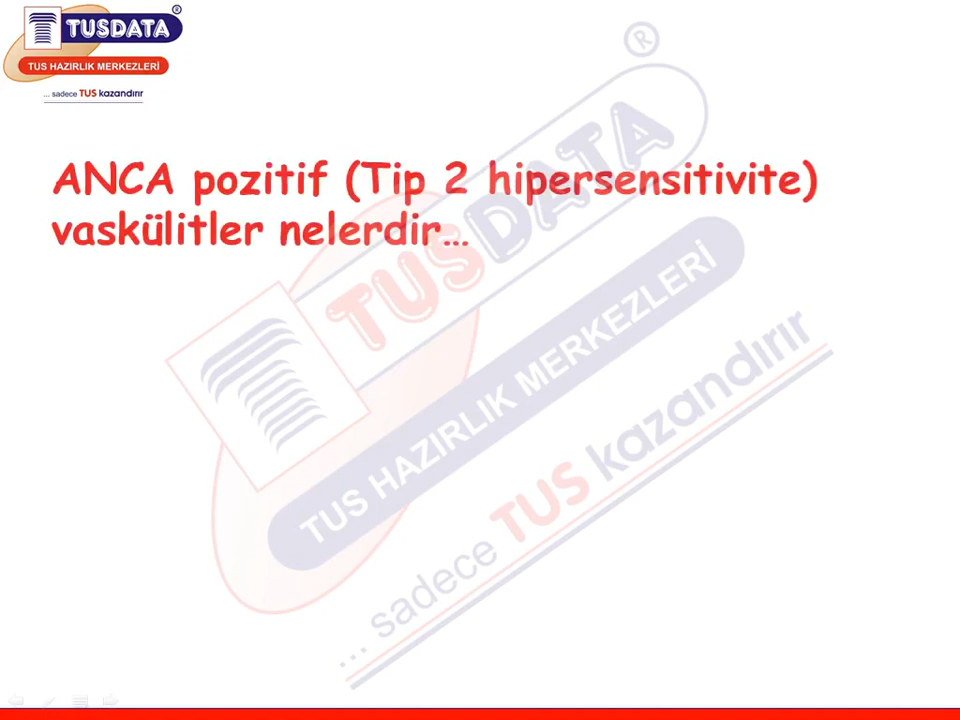 TUSDATA®
TUS HAZIRLIK MERKEZLERİ
... sadece TUS kazandırır
ANCA pozitif (Tip 2 hipersensitivite)
vaskülitler nelerdir...
®
TUSDATA
TUS HAZIRLIK MERKEZLERİ
... sadece TUS kazandırır